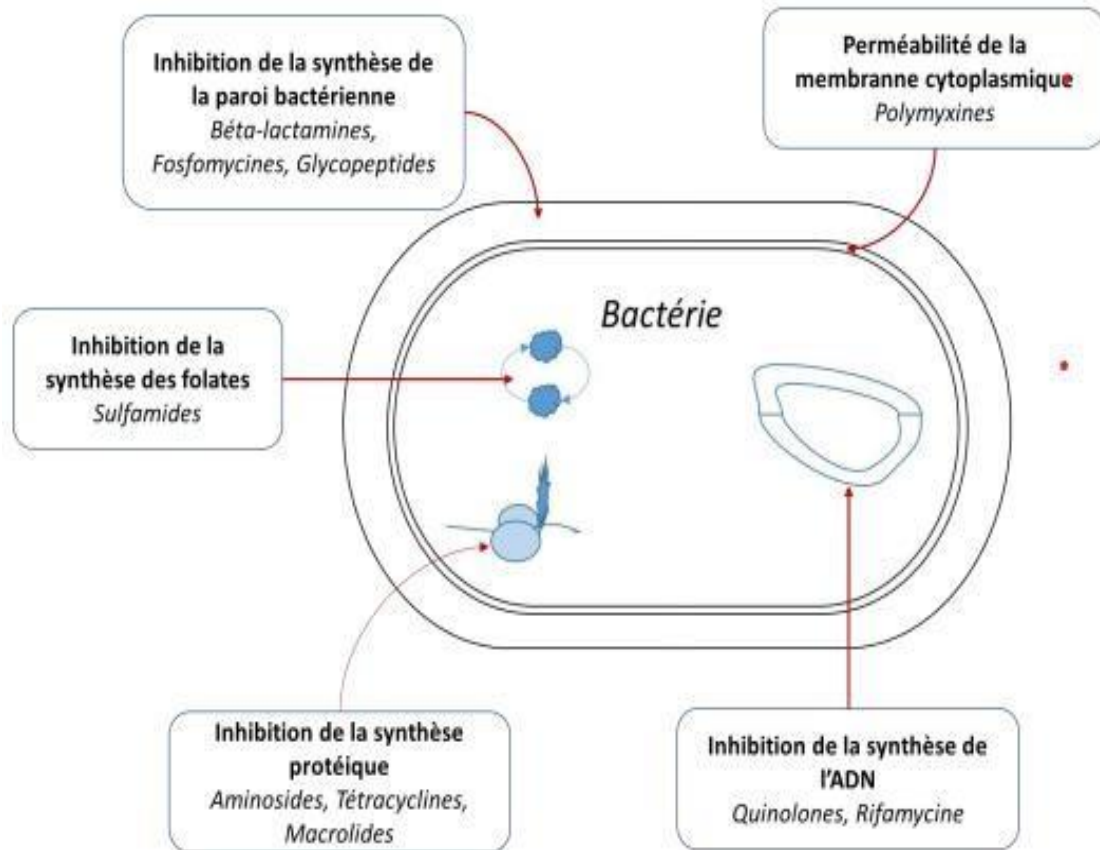 Inhibition de la synthèse de
la paroi bactérienne
Béta-lactamines,
Fosfomycines, Glycopeptides
Perméabilité de la
membranne cytoplasmique
Polymyxines
Bactérie
Inhibition de la
synthèse des folates
Sulfamides
Inhibition de la synthèse
protéique
Aminosides, Tétracyclines,
Macrolides
Inhibition de la synthèse de
l'ADN
Quinolones, Rifamycine